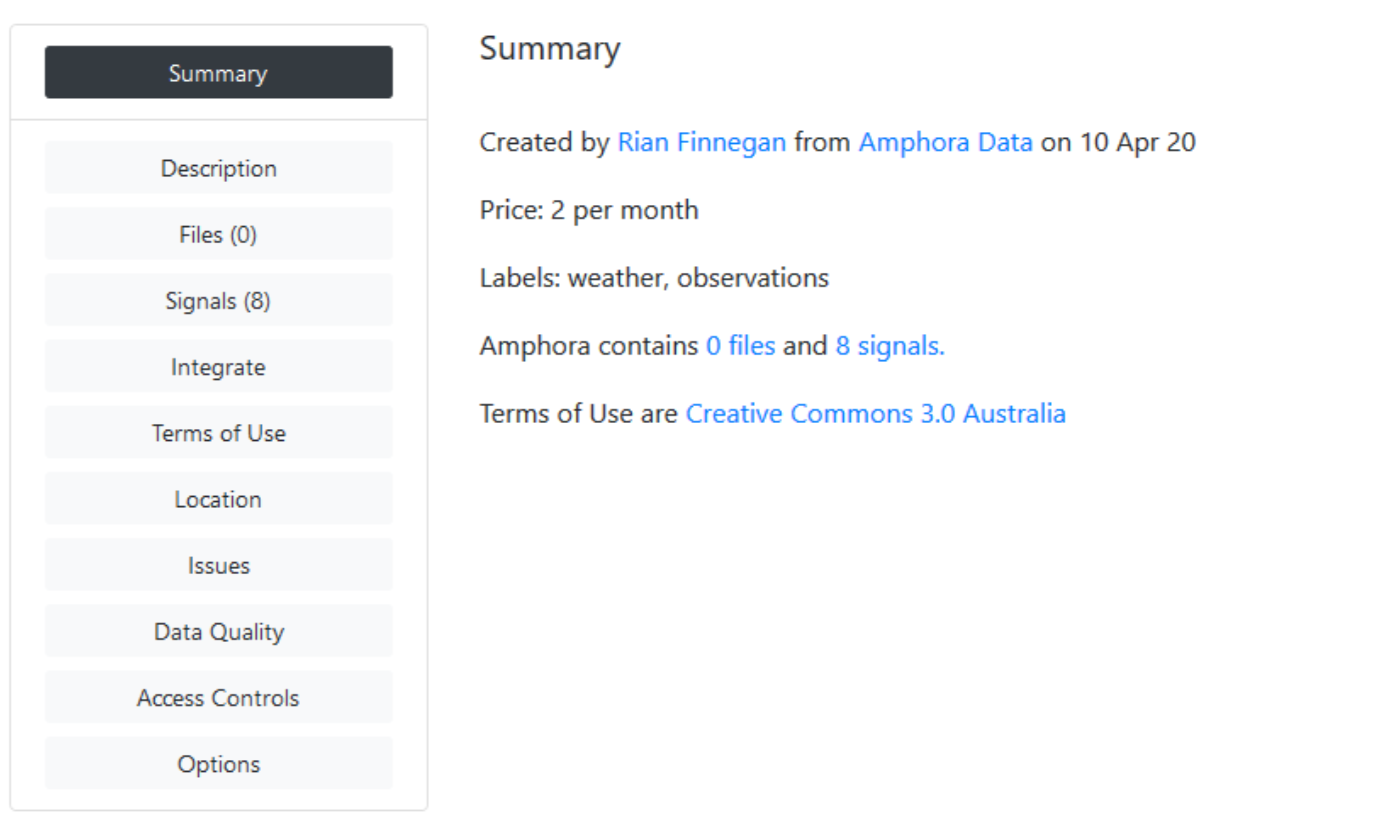 Summary
Description
Files (0)
Signals (8)
Integrate
Terms of Use
Location
Issues
Data Quality
Access Controls
Options
Summary
Created by Rian Finnegan from Amphora Data on 10 Apr 20
Price: 2 per month
Labels: weather, observations
Amphora contains 0 files and 8 signals.
Terms of Use are Creative Commons 3.0 Australia